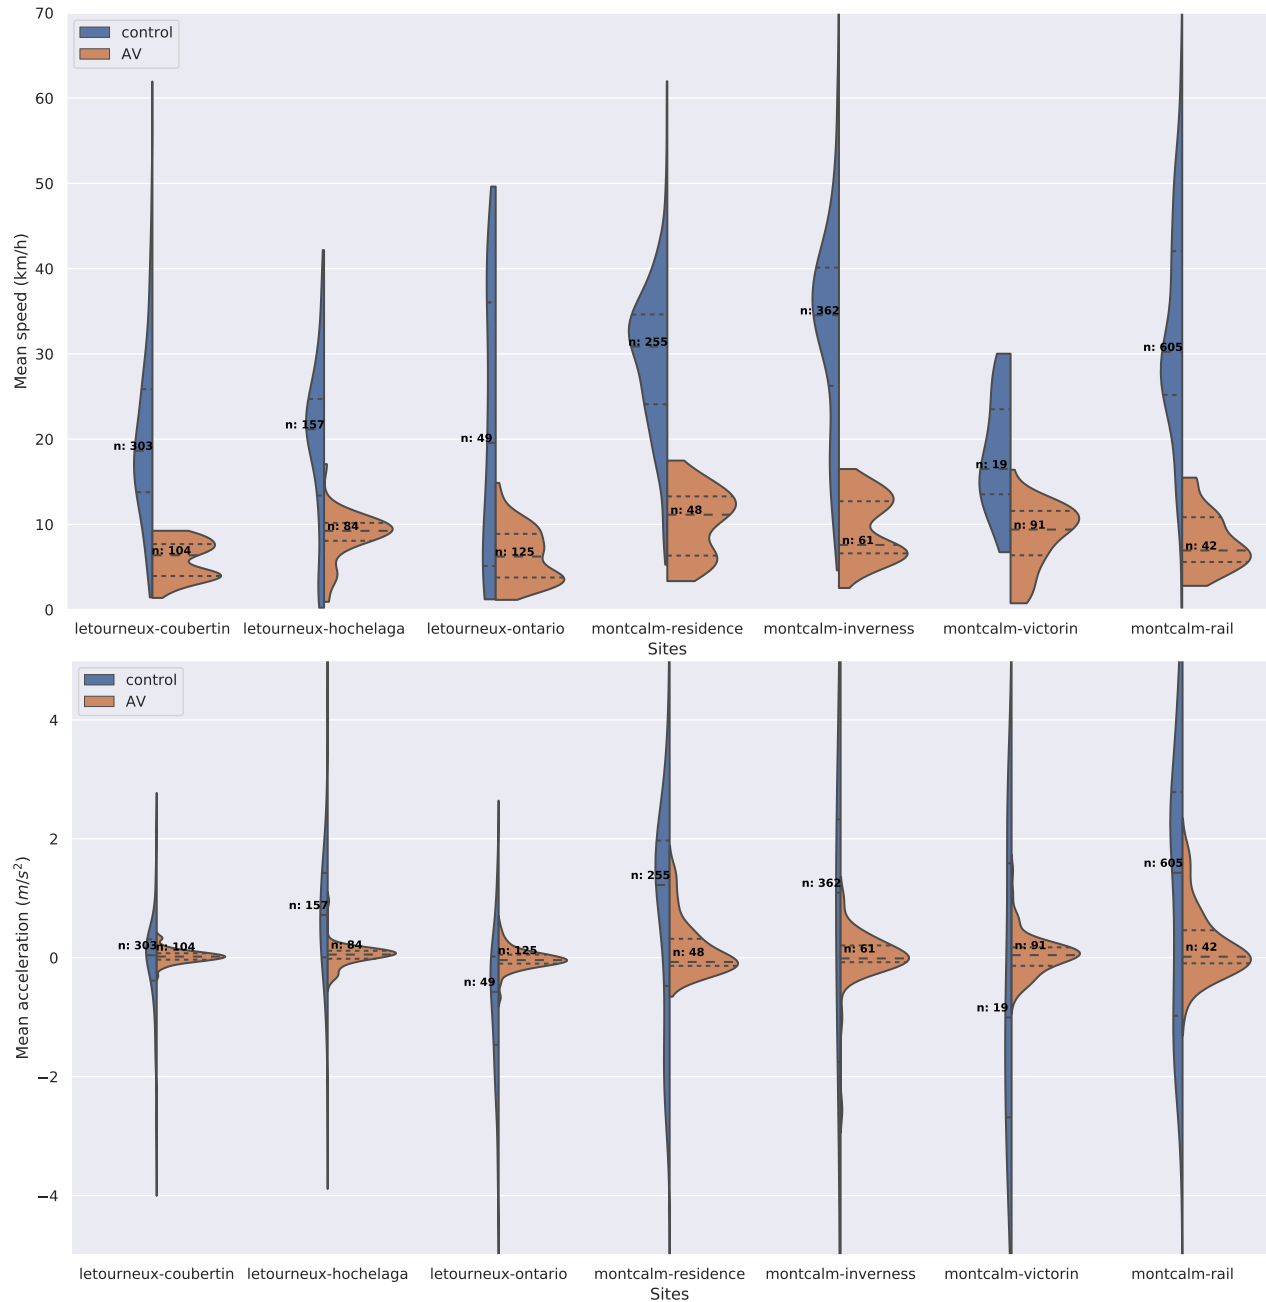 70
control
AV
60
50
40
30
20
10
0
Mean speed (km/h)
n: 303
n: 104
n: 157
n: 84
n: 49
n: 125
n: 255
n: 48
n: 362
n: 61
n: 19
n: 91
n: 605
n: 42
letourneux-coubertin
letourneux-hochelaga
letourneux-ontario
montcalm-residence
montcalm-inverness
montcalm-victorin
montcalm-rail
Sites
control
AV
4
2
0
−2
−4
Mean accleration (m/s²)
n: 303
n: 104
n: 157
n: 84
n: 49
n: 125
n: 255
n: 48
n: 362
n: 61
n: 19
n: 91
n: 605
n: 42
letourneux-coubertin
letourneux-hochelaga
letourneux-ontario
montcalm-residence
montcalm-inverness
montcalm-victorin
montcalm-rail
Sites